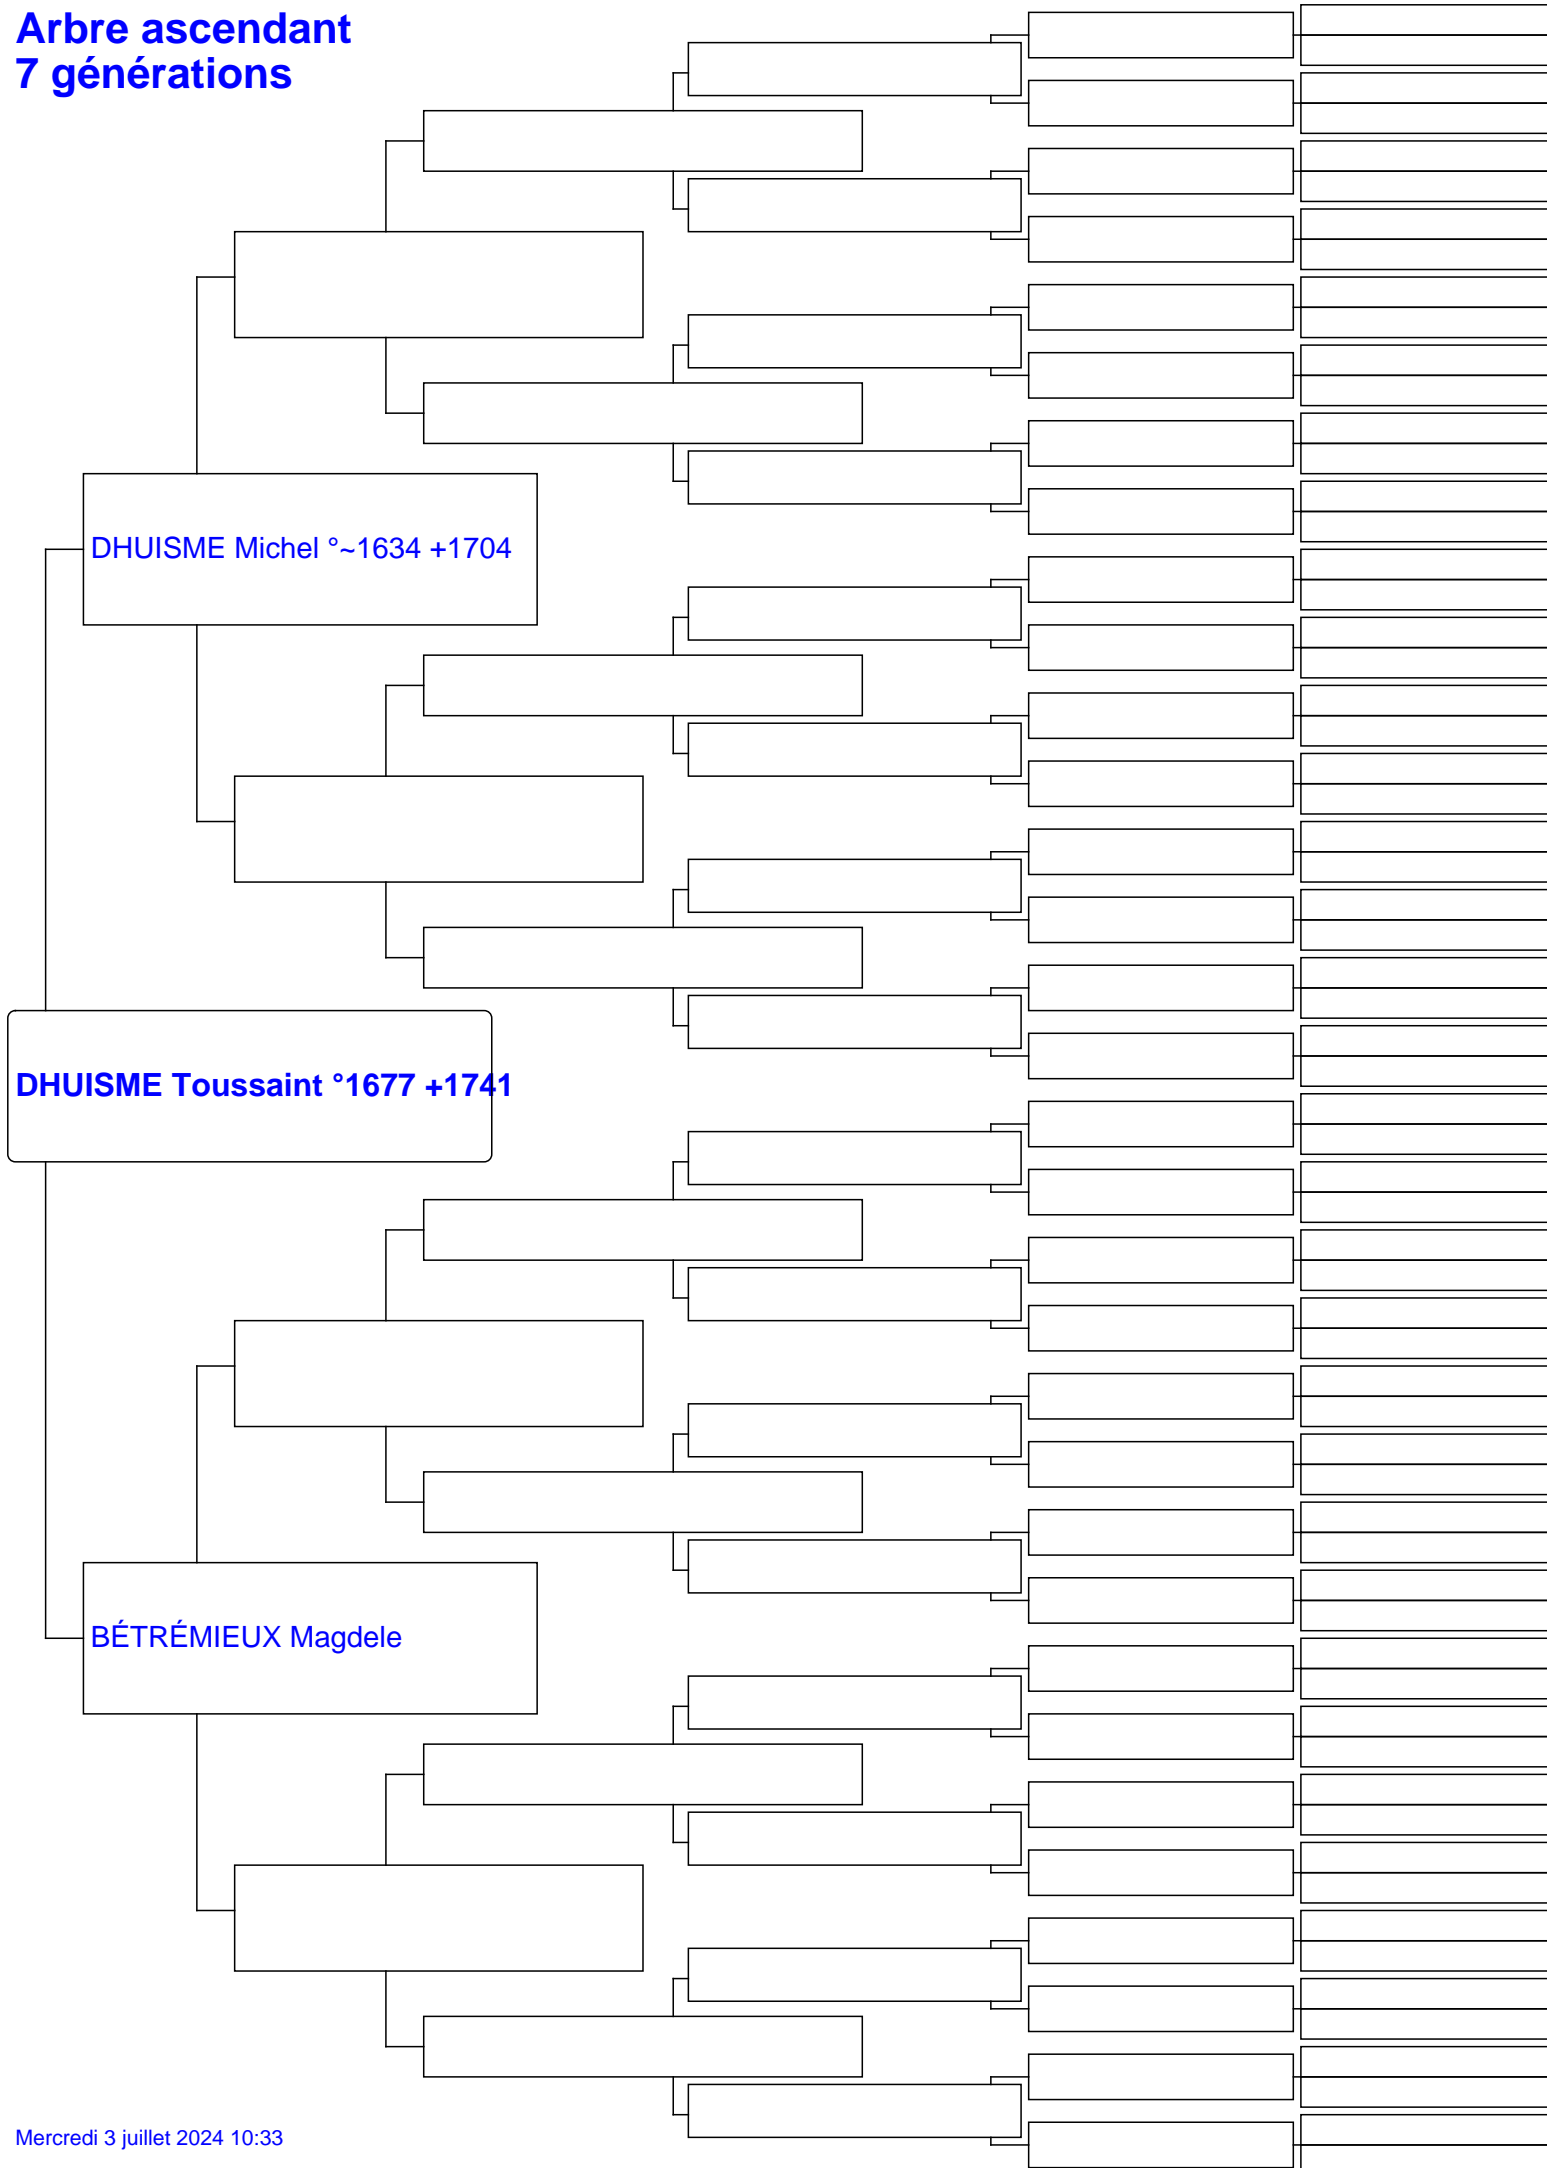 Arbre ascendant
7 générations
DHUISME Michel °~1634 +1704
DHUISME Toussaint °1677 +1741
BÉTRÉMIEUX Magdele
Mercredi 3 juillet 2024 10:33